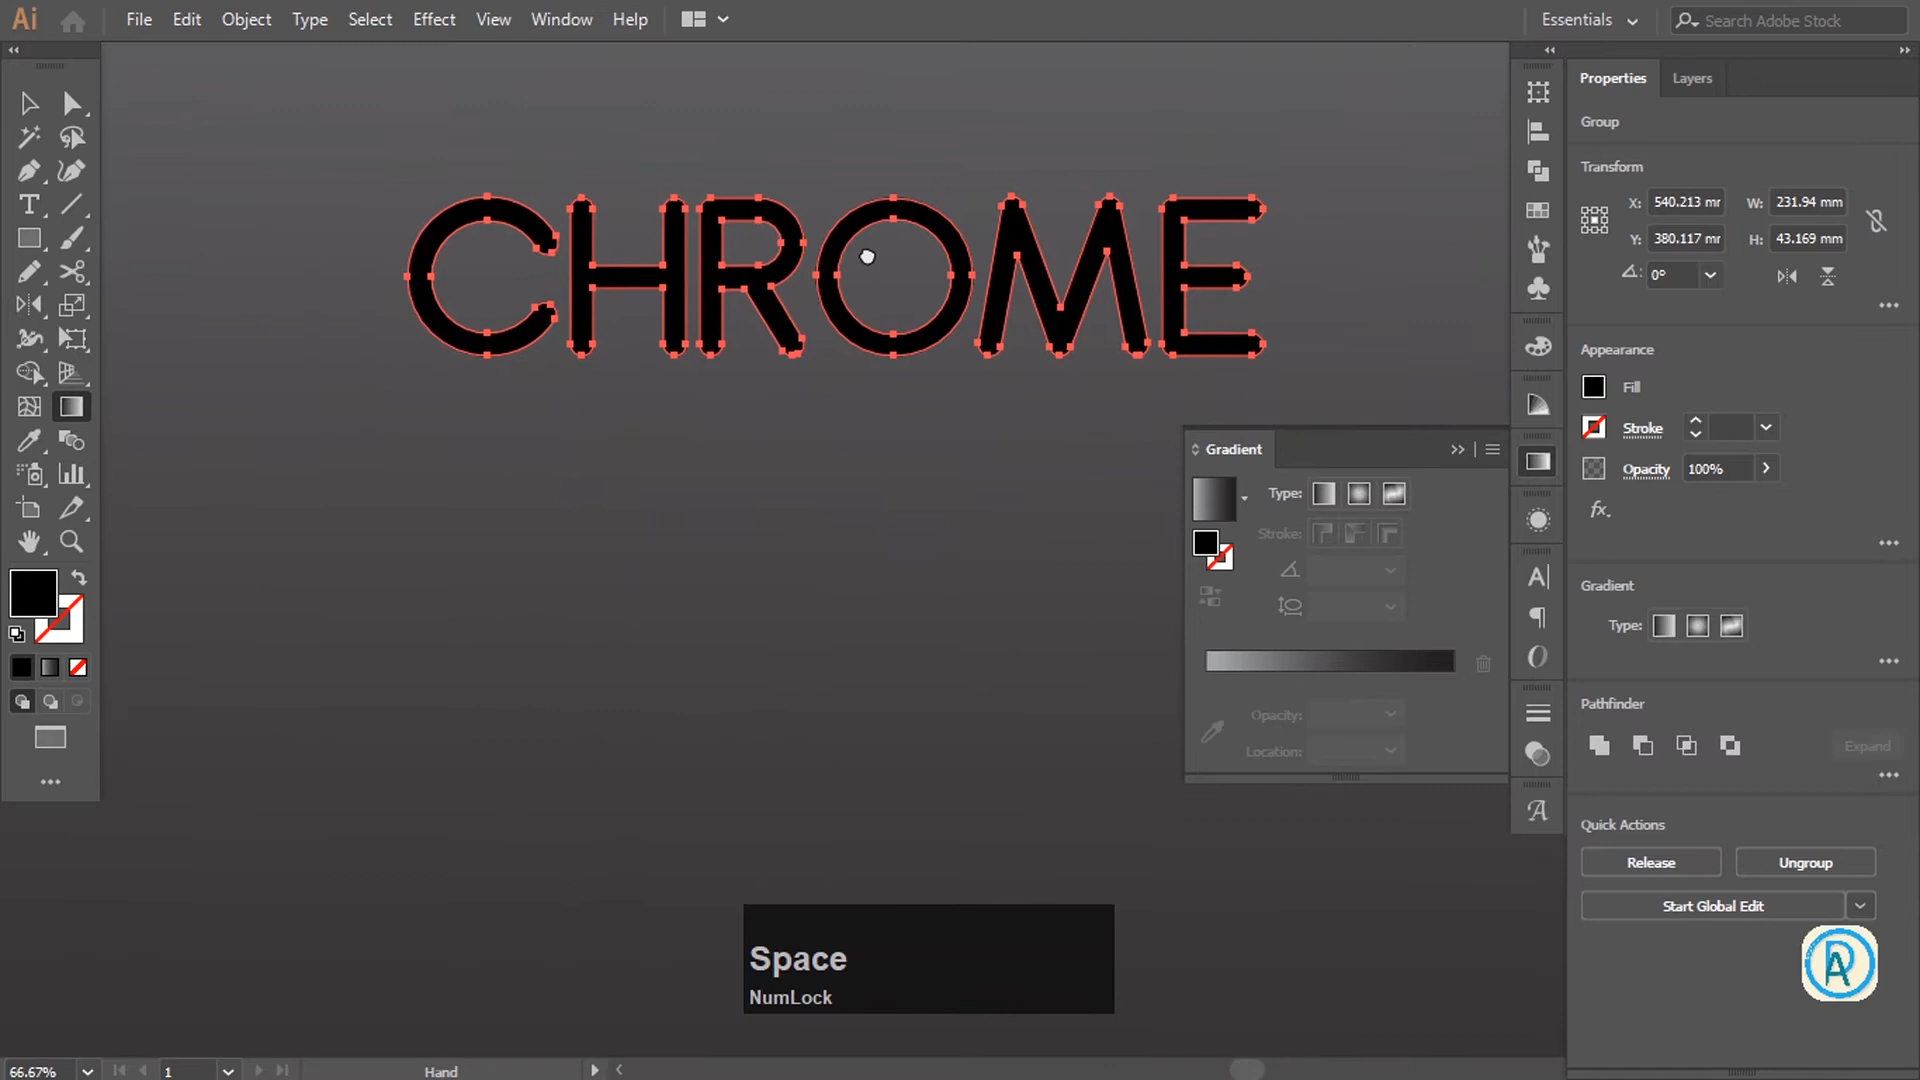 Ai
File Edit Object Type Select Effect View Window Help
Essentials
Search Adobe Stock
Properties Layers
Group
Transform
X: 540.213 mr W: 231.94 mm
Y: 380.117 mr H: 43.169 mm
0°
Appearance
Fill
Stroke
Opacity 100%
fx.
Gradient
Type:
Pathfinder
Expand
Quick Actions
Release Ungroup
Start Global Edit
CHROME
Gradient
Type:
Stroke:
Opacity:
Location:
Space
NumLock
66.67% 1 Hand